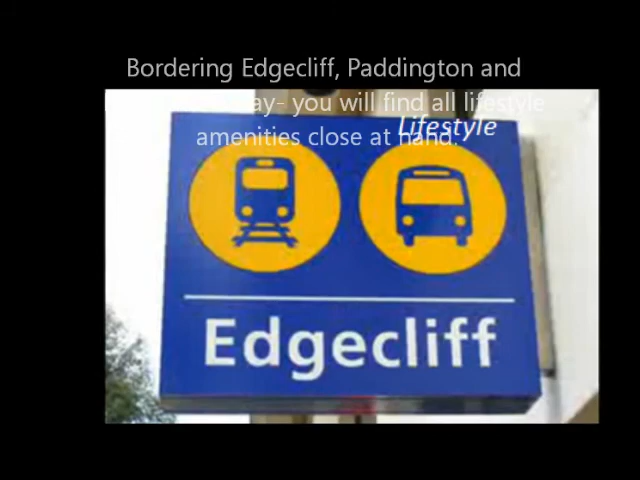 Bordering Edgecliff, Paddington and
ay- you will find all lifestyle
amenities close at hand.
Lifestyle
Edgecliff